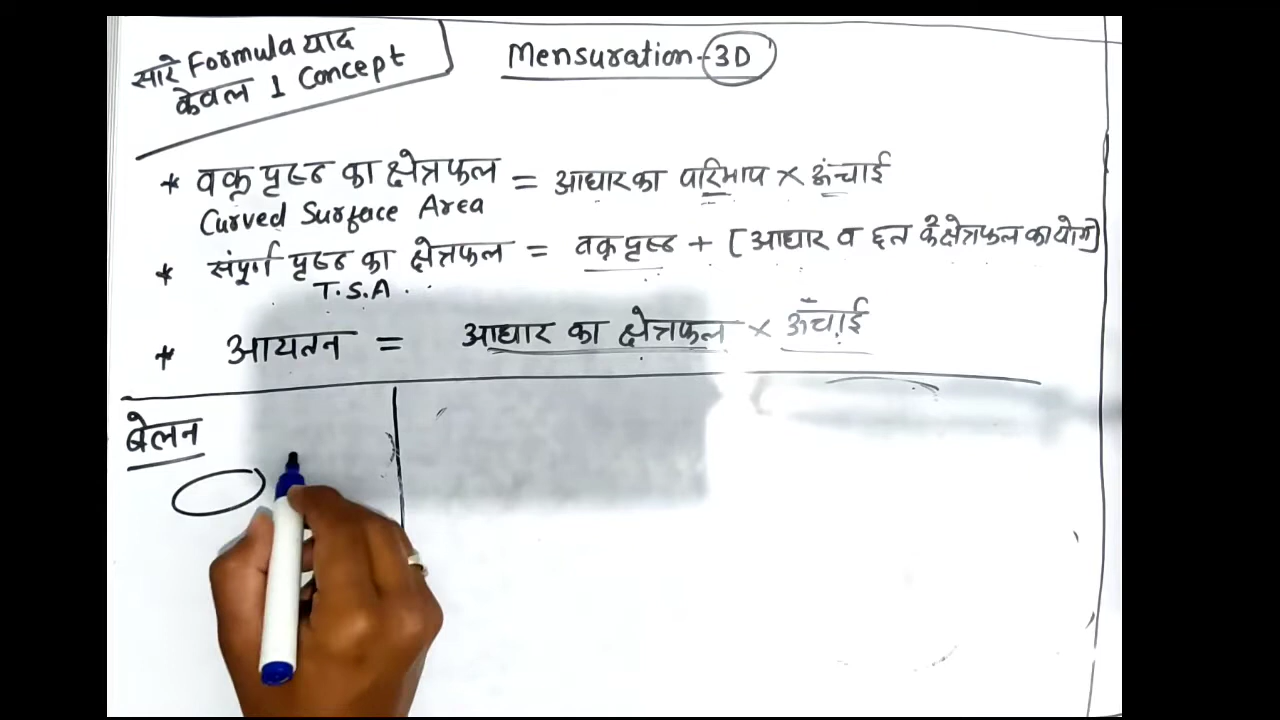 सारे Formula याद
केवल 1 Concept
Mensuration-3D
* वक्र पृष्ठ का क्षेत्रफल = आधार का परिमाप × ऊंचाई
Curved Surface Area
* संपूर्ण पृष्ठ का क्षेत्रफल = वक्र पृष्ठ + [आधार व छत के क्षेत्रफल का योग]
T.S.A
* आयतन = आधार का क्षेत्रफल × ऊँचाई
बेलन